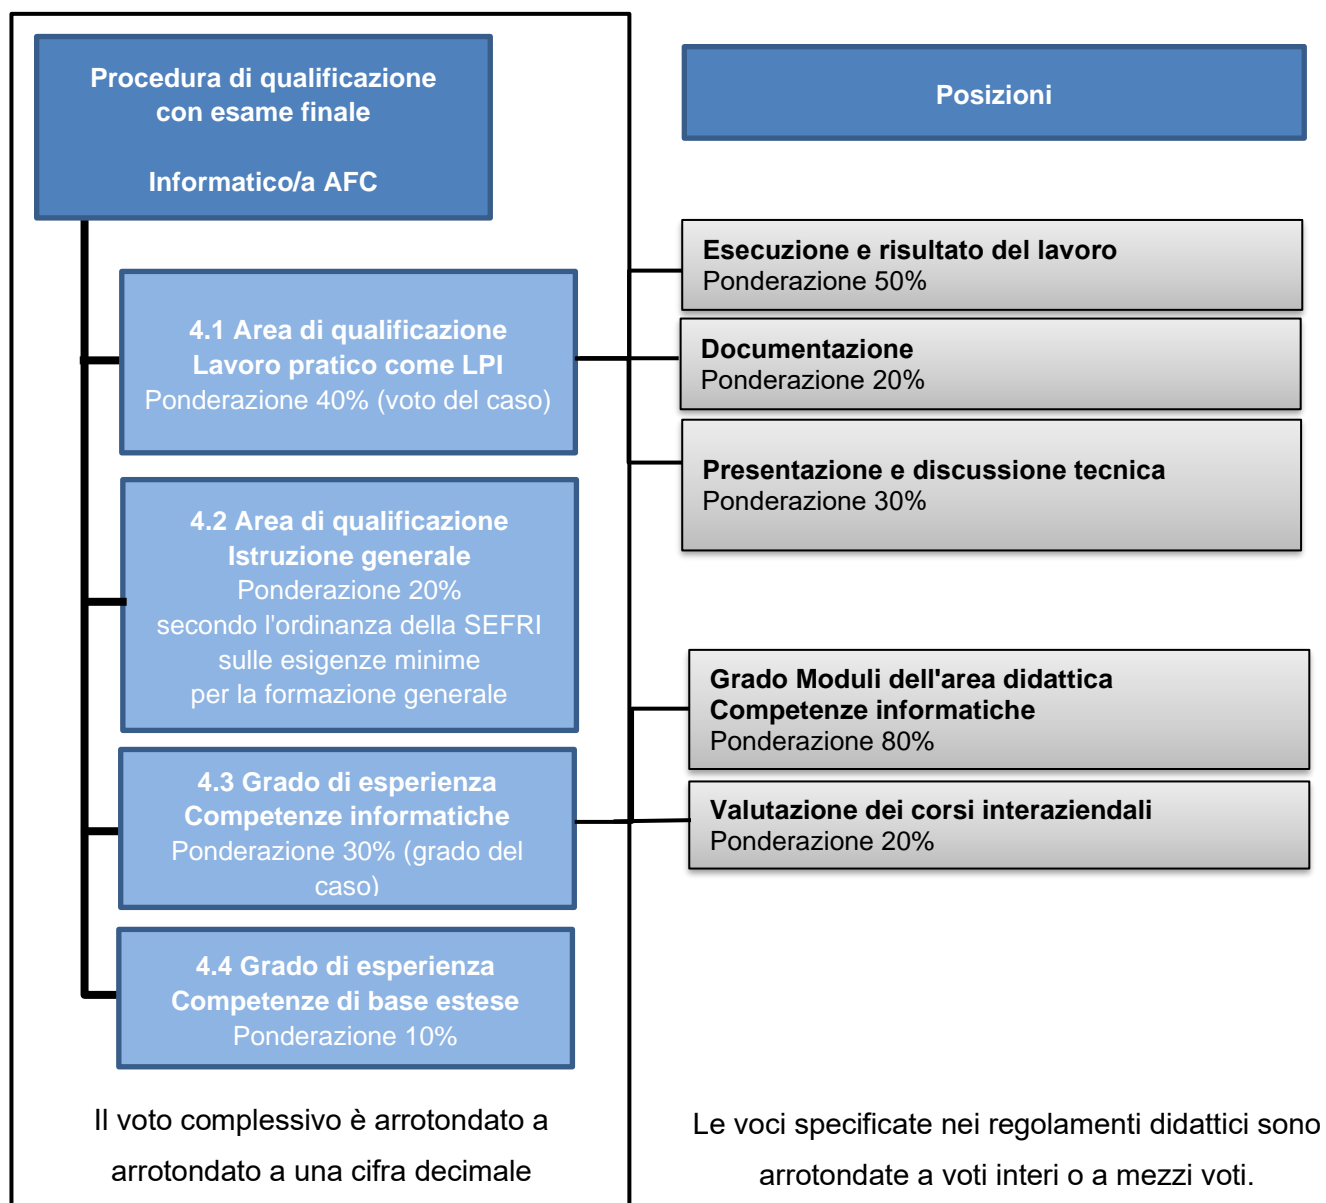 Procedura di qualificazione
con esame finale
Informatico/a AFC
4.1 Area di qualificazione
Lavoro pratico come LPI
Ponderazione 40% (voto del caso)
4.2 Area di qualificazione
Istruzione generale
Ponderazione 20%
secondo l'ordinanza della SEFRI
sulle esigenze minime
per la formazione generale
4.3 Grado di esperienza
Competenze informatiche
Ponderazione 30% (grado del
caso)
4.4 Grado di esperienza
Competenze di base estese
Ponderazione 10%
Il voto complessivo è arrotondato a
arrotondato a una cifra decimale
Posizioni
Esecuzione e risultato del lavoro
Ponderazione 50%
Documentazione
Ponderazione 20%
Presentazione e discussione tecnica
Ponderazione 30%
Grado Moduli dell'area didattica
Competenze informatiche
Ponderazione 80%
Valutazione dei corsi interaziendali
Ponderazione 20%
Le voci specificate nei regolamenti didattici sono
arrotondate a voti interi o a mezzi voti.